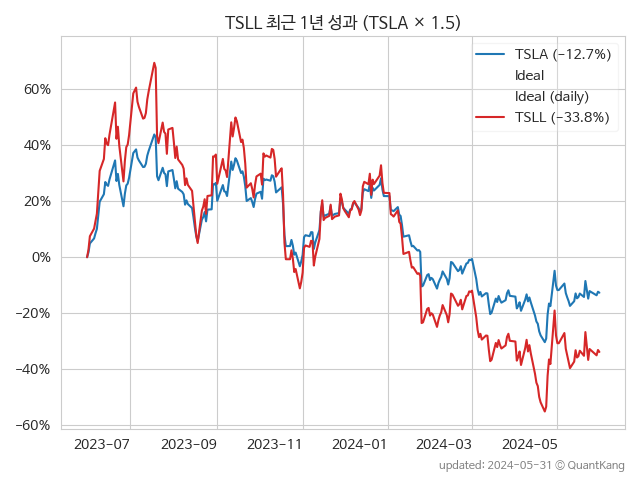 TSLL 최근 1년 성과 (TSLA × 1.5)
TSLA (−12.7%)
Ideal
Ideal (daily)
TSLL (−33.8%)
60%
40%
20%
0%
−20%
−40%
−60%
2023-07
2023-09
2023-11
2024-01
2024-03
2024-05
updated: 2024-05-31 © QuantKang